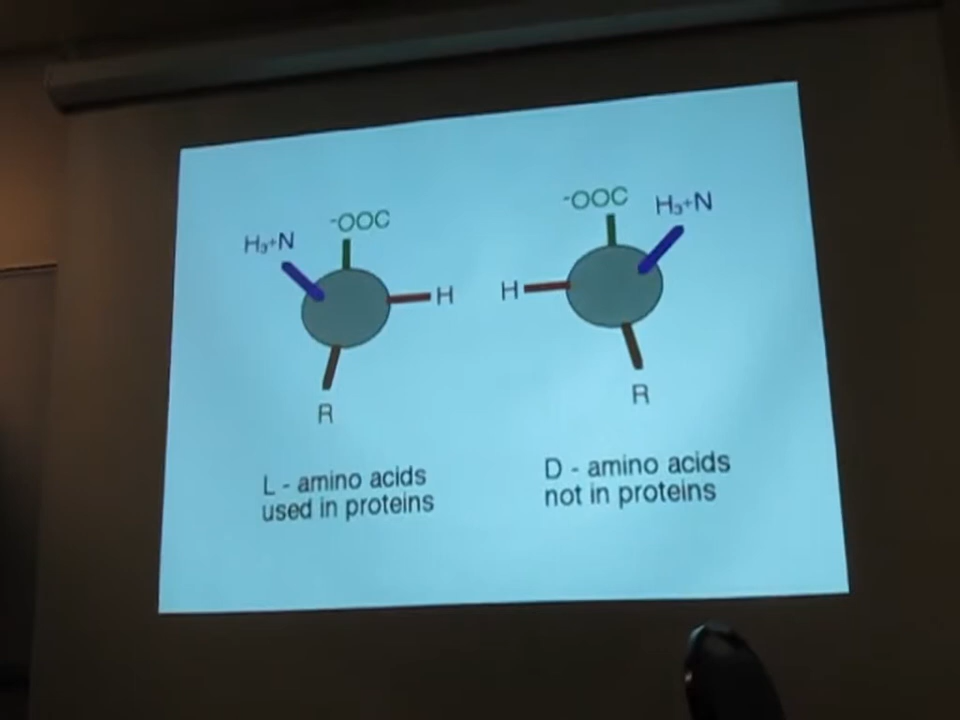 -OOC
H₃+N
H
R
L - amino acids
used in proteins
-OOC
H₃+N
H
R
D - amino acids
not in proteins